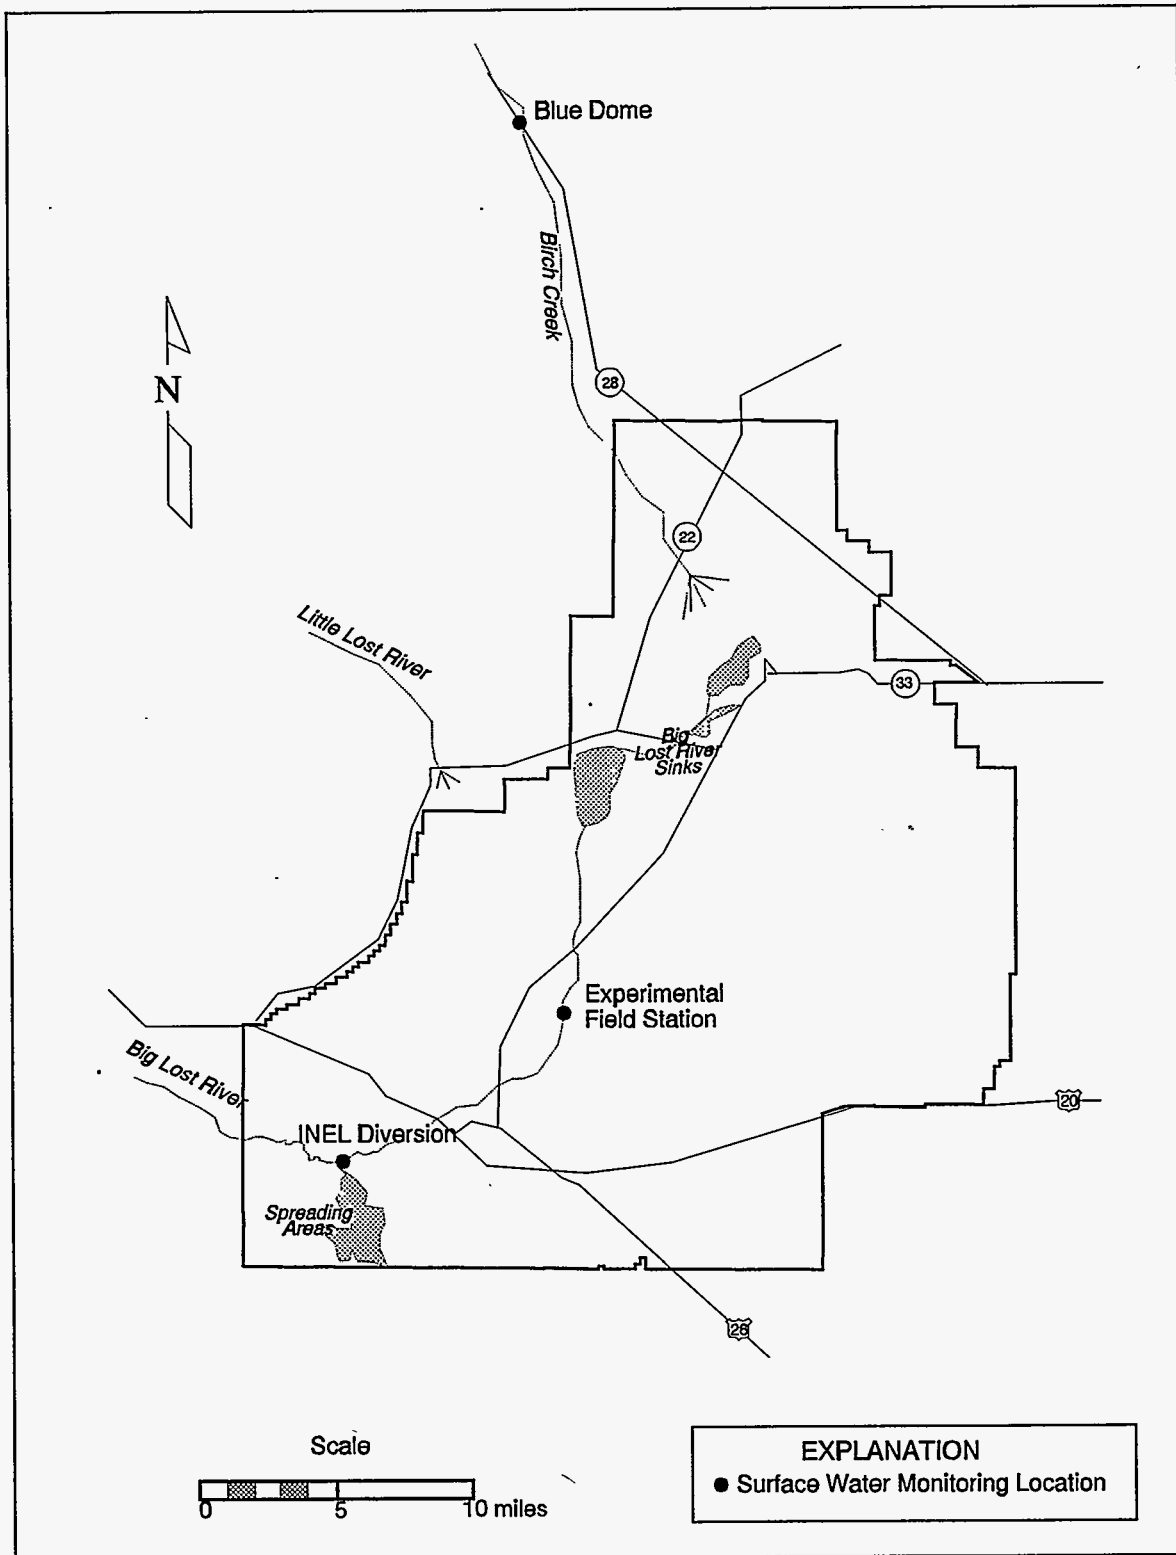 Blue Dome
Birch Creek
N
28
22
Little Lost River
33
Big
Lost River
Sinks
Experimental
Field Station
Big Lost River
20
INEL Diversion
Spreading
Areas
26
Scale
0 5 10 miles
EXPLANATION
Surface Water Monitoring Location